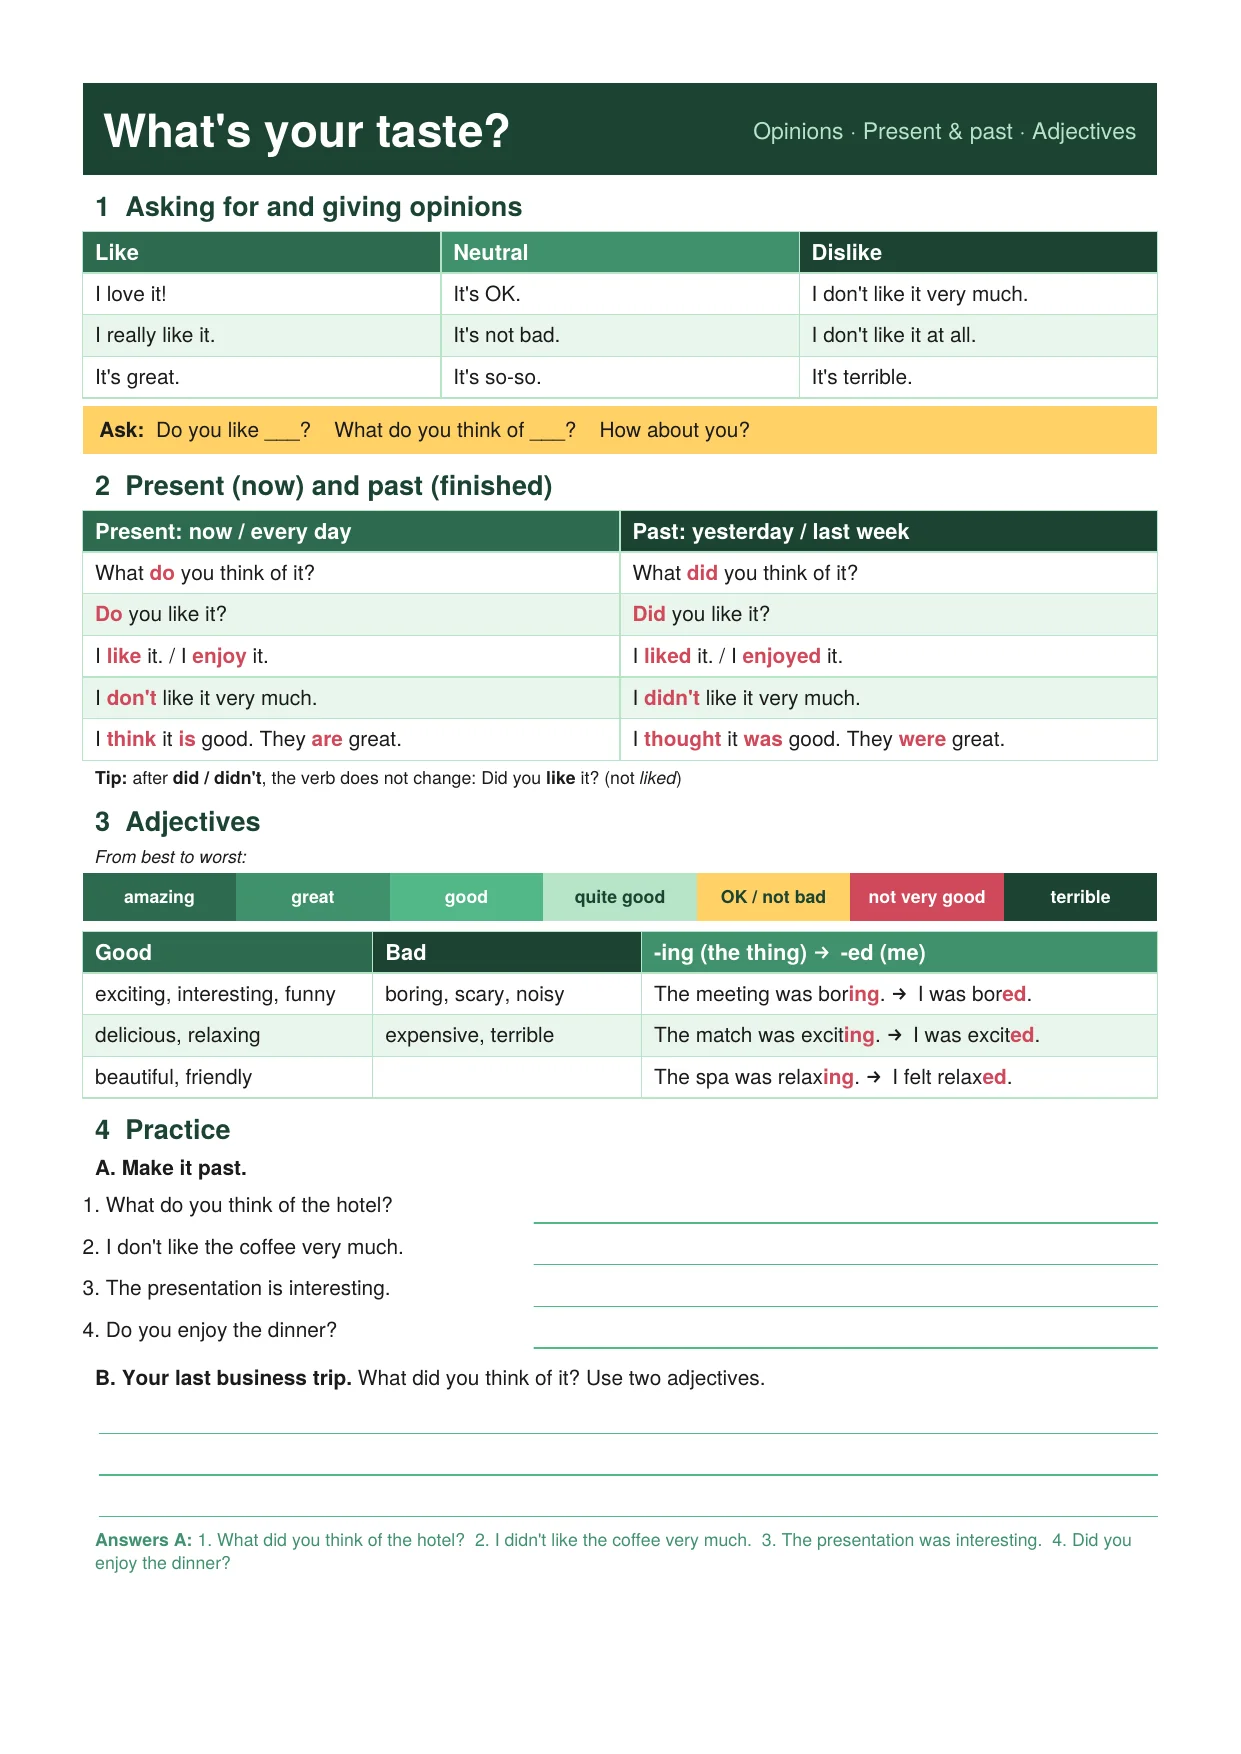 What's your taste?
Opinions · Present & past · Adjectives
1 Asking for and giving opinions
Like Neutral Dislike
I love it! It's OK. I don't like it very much.
I really like it. It's not bad. I don't like it at all.
It's great. It's so-so. It's terrible.
Ask: Do you like ___? What do you think of ___? How about you?
2 Present (now) and past (finished)
Present: now / every day Past: yesterday / last week
What do you think of it? What did you think of it?
Do you like it? Did you like it?
I like it. / I enjoy it. I liked it. / I enjoyed it.
I don't like it very much. I didn't like it very much.
I think it is good. They are great. I thought it was good. They were great.
Tip: after did / didn't, the verb does not change: Did you like it? (not liked)
3 Adjectives
From best to worst:
amazing great good quite good OK / not bad not very good terrible
Good Bad -ing (the thing) → -ed (me)
exciting, interesting, funny boring, scary, noisy The meeting was boring. → I was bored.
delicious, relaxing expensive, terrible The match was exciting. → I was excited.
beautiful, friendly The spa was relaxing. → I felt relaxed.
4 Practice
A. Make it past.
1. What do you think of the hotel?
2. I don't like the coffee very much.
3. The presentation is interesting.
4. Do you enjoy the dinner?
B. Your last business trip. What did you think of it? Use two adjectives.
Answers A: 1. What did you think of the hotel? 2. I didn't like the coffee very much. 3. The presentation was interesting. 4. Did you
enjoy the dinner?